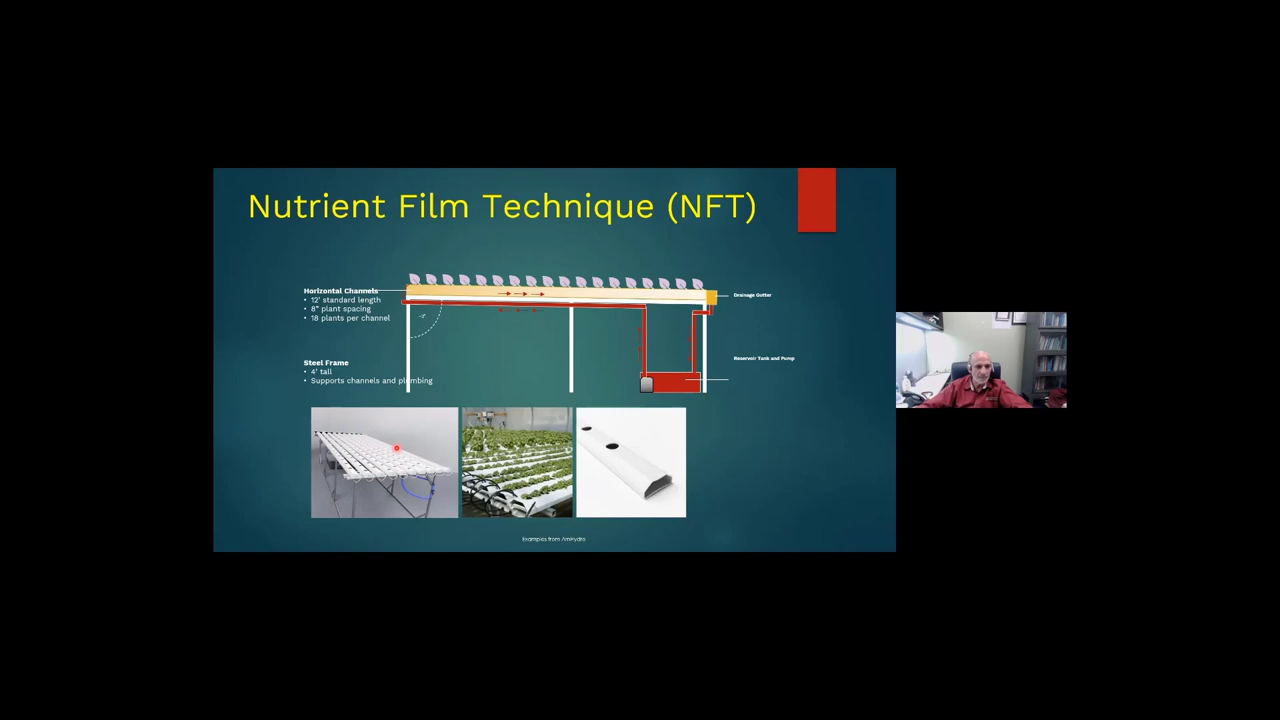 Nutrient Film Technique (NFT)
Horizontal Channels
• 12' standard length
• 8" plant spacing
• 18 plants per channel
Drainage Gutter
Steel Frame
• 4' tall
• Supports channels and plumbing
Reservoir Tank and Pump
Examples from AmHydro